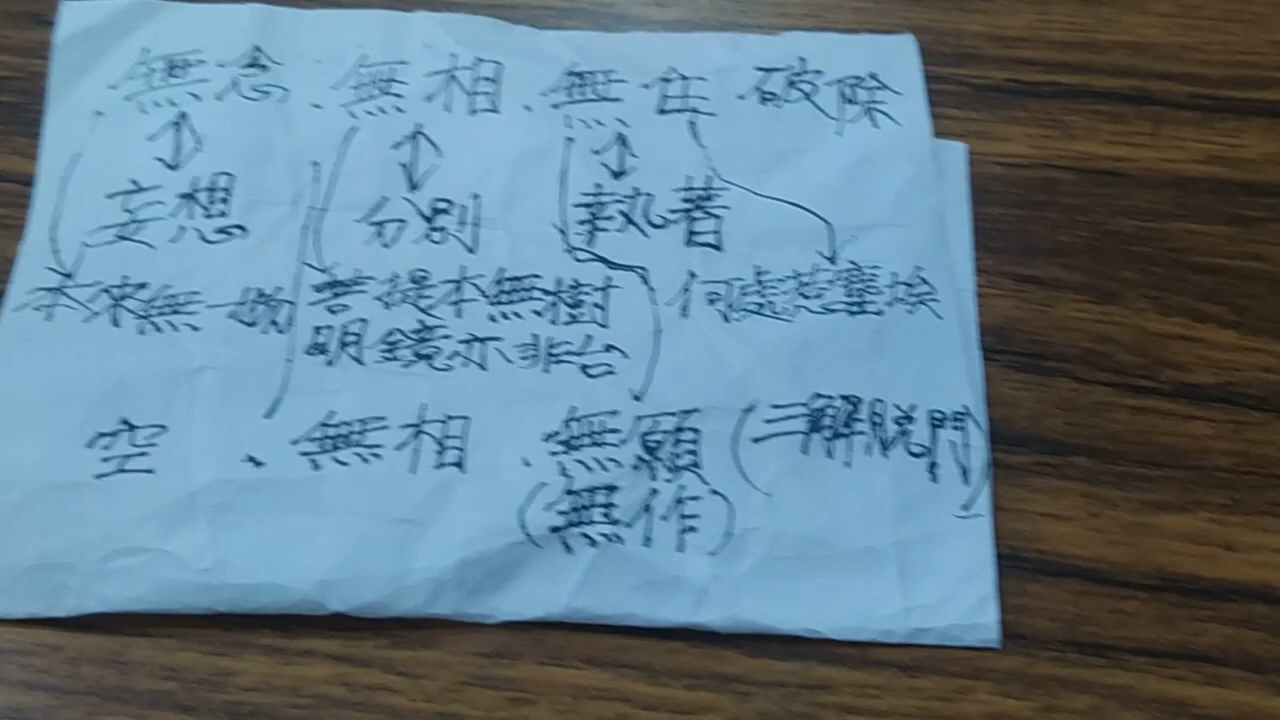 .無念.無相.無住 破除
妄想 分別 執著
本來無一物 菩提本無樹 何處惹塵埃
明鏡亦非台
空.無相.無願(三解脫門)
(無作)